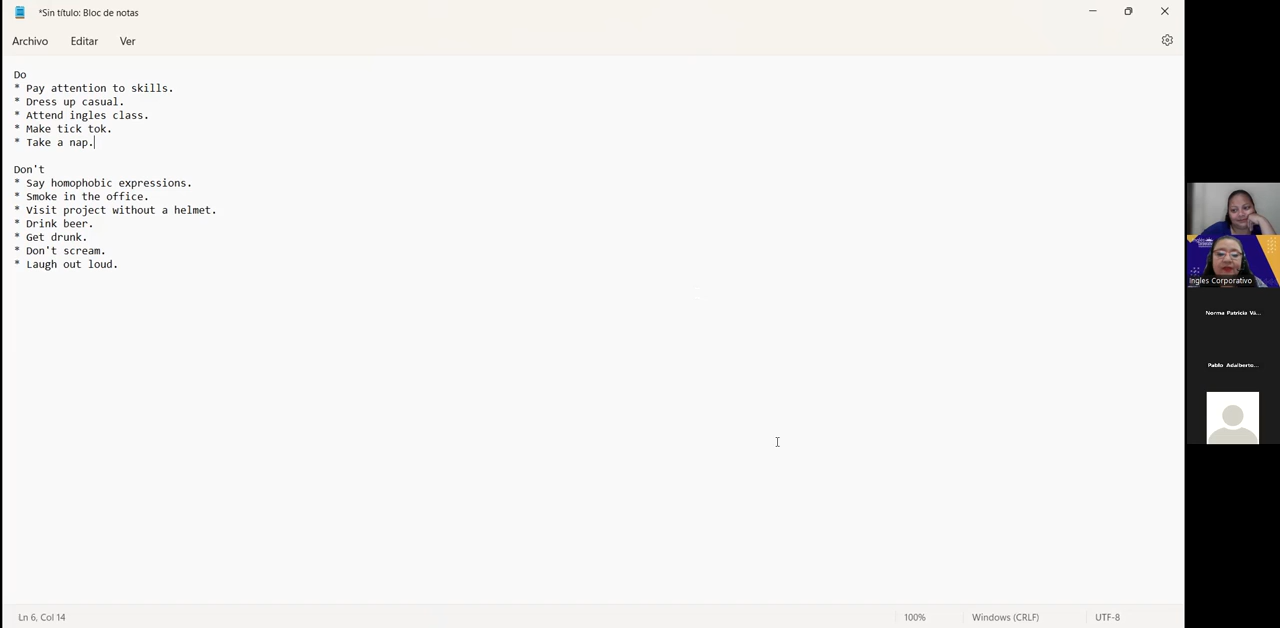 *Sin título: Bloc de notas
Archivo Editar Ver
Do
* Pay attention to skills.
* Dress up casual.
* Attend ingles class.
* Make tick tok.
* Take a nap.
Don't
* Say homophobic expressions.
* Smoke in the office.
* Visit project without a helmet.
* Drink beer.
* Get drunk.
* Don't scream.
* Laugh out loud.
Ingles Corporativo
Norma Patricia Va...
Pablo Adalberto...
Ln 6, Col 14 100% Windows (CRLF) UTF-8